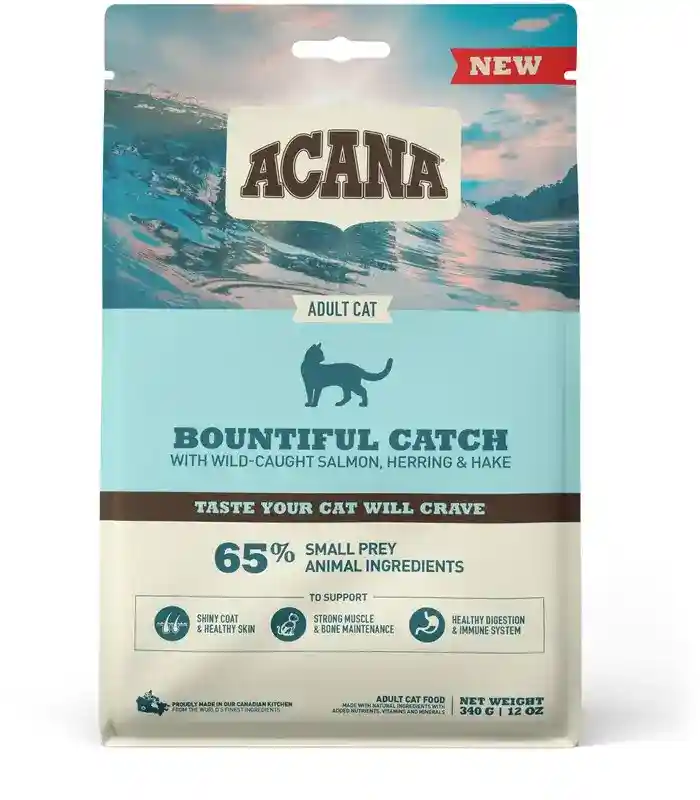 NEW
ACANA
ADULT CAT
BOUNTIFUL CATCH
WITH WILD-CAUGHT SALMON, HERRING & HAKE
TASTE YOUR CAT WILL CRAVE
65% SMALL PREY
ANIMAL INGREDIENTS
TO SUPPORT
SHINY COAT
& HEALTHY SKIN
STRONG MUSCLE
& BONE MAINTENANCE
HEALTHY DIGESTION
& IMMUNE SYSTEM
PROUDLY MADE IN OUR CANADIAN KITCHEN
FROM THE WORLD'S FINEST INGREDIENTS
ADULT CAT FOOD
MADE WITH NATURAL INGREDIENTS WITH
ADDED NUTRIENTS, VITAMINS AND MINERALS
NET WEIGHT
340 G | 12 OZ